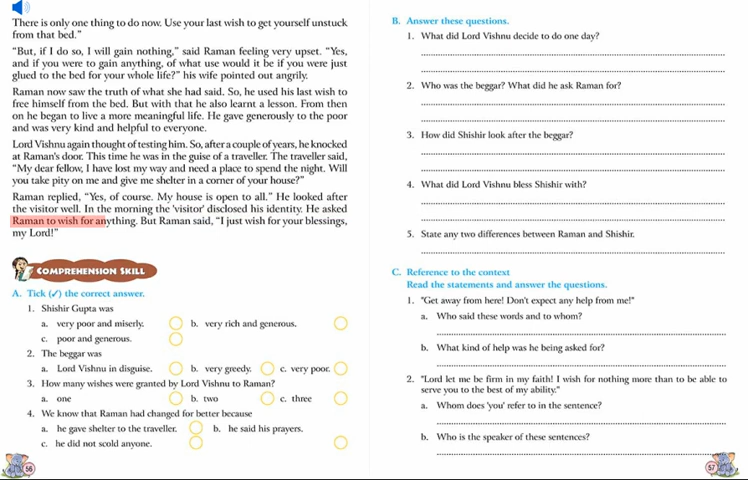 There is only one thing to do now. Use your last wish to get yourself unstuck
from that bed."
"But, if I do so, I will gain nothing," said Raman feeling very upset. "Yes,
and if you were to gain anything, of what use would it be if you were just
glued to the bed for your whole life?" his wife pointed out angrily.
Raman now saw the truth of what she had said. So, he used his last wish to
free himself from the bed. But with that he also learnt a lesson. From then
on he began to live a more meaningful life. He gave generously to the poor
and was very kind and helpful to everyone.
Lord Vishnu again thought of testing him. So, after a couple of years, he knocked
at Raman's door. This time he was in the guise of a traveller. The traveller said,
"My dear fellow, I have lost my way and need a place to spend the night. Will
you take pity on me and give me shelter in a corner of your house?"
Raman replied, "Yes, of course. My house is open to all." He looked after
the visitor well. In the morning the 'visitor' disclosed his identity. He asked
Raman to wish for anything. But Raman said, "I just wish for your blessings,
my Lord!"
COMPREHENSION SKILL
A. Tick (✓) the correct answer.
1. Shishir Gupta was
a. very poor and miserly. b. very rich and generous.
c. poor and generous.
2. The beggar was
a. Lord Vishnu in disguise. b. very greedy. c. very poor.
3. How many wishes were granted by Lord Vishnu to Raman?
a. one b. two c. three
4. We know that Raman had changed for better because
a. he gave shelter to the traveller. b. he said his prayers.
c. he did not scold anyone.
56
B. Answer these questions.
1. What did Lord Vishnu decide to do one day?
2. Who was the beggar? What did he ask Raman for?
3. How did Shishir look after the beggar?
4. What did Lord Vishnu bless Shishir with?
5. State any two differences between Raman and Shishir.
C. Reference to the context
Read the statements and answer the questions.
1. "Get away from here! Don't expect any help from me!"
a. Who said these words and to whom?
b. What kind of help was he being asked for?
2. "Lord let me be firm in my faith! I wish for nothing more than to be able to
serve you to the best of my ability."
a. Whom does 'you' refer to in the sentence?
b. Who is the speaker of these sentences?
57